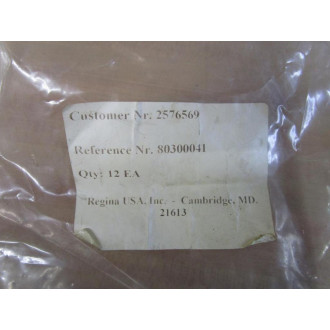 Customer Nr. 2576569
Reference Nr. 80300041
Qty: 12 EA
Regina USA, Inc. - Cambridge, MD.
21613